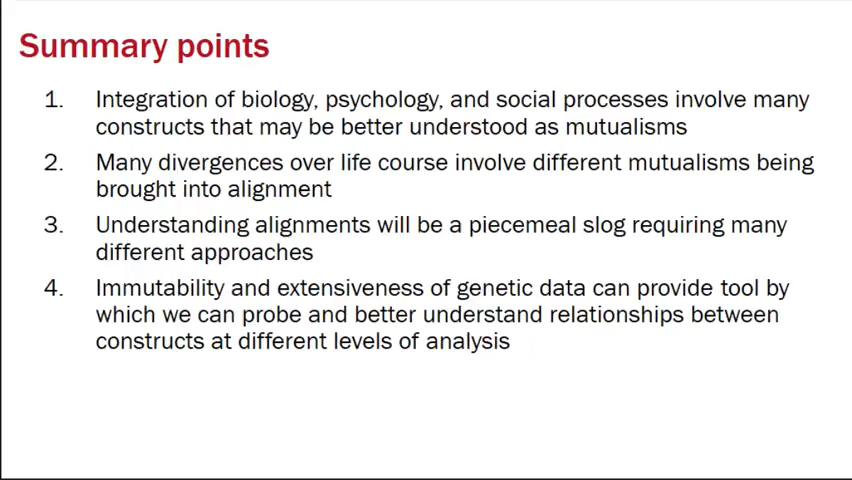 Summary points
1. Integration of biology, psychology, and social processes involve many
constructs that may be better understood as mutualisms
2. Many divergences over life course involve different mutualisms being
brought into alignment
3. Understanding alignments will be a piecemeal slog requiring many
different approaches
4. Immutability and extensiveness of genetic data can provide tool by
which we can probe and better understand relationships between
constructs at different levels of analysis